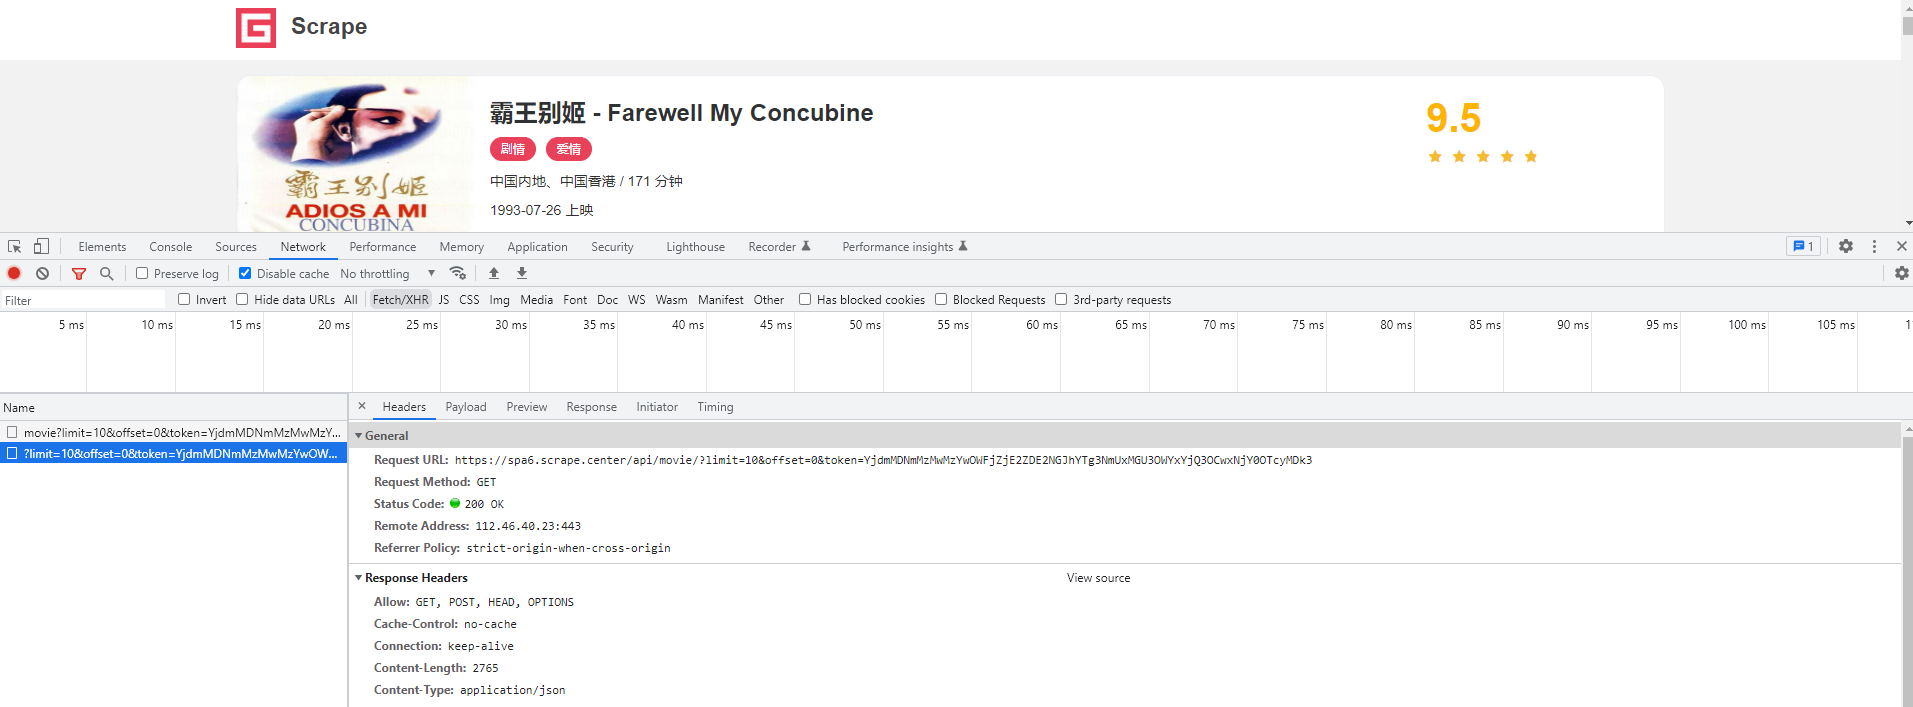 Scrape
霸王别姬 - Farewell My Concubine
剧情 爱情
中国内地、中国香港 / 171 分钟
1993-07-26 上映
9.5
霸王别姬
ADIOS A MI
CONCUBINA
Elements Console Sources Network Performance Memory Application Security Lighthouse Recorder Performance insights 1
Preserve log Disable cache No throttling
Filter Invert Hide data URLs All Fetch/XHR JS CSS Img Media Font Doc WS Wasm Manifest Other Has blocked cookies Blocked Requests 3rd-party requests
5 ms 10 ms 15 ms 20 ms 25 ms 30 ms 35 ms 40 ms 45 ms 50 ms 55 ms 60 ms 65 ms 70 ms 75 ms 80 ms 85 ms 90 ms 95 ms 100 ms 105 ms 1
Name
movie?limit=10&offset=0&token=YjdmMDNmMzMwMzY...
?limit=10&offset=0&token=YjdmMDNmMzMwMzYwOW...
Headers Payload Preview Response Initiator Timing
General
Request URL: https://spa6.scrape.center/api/movie/?limit=10&offset=0&token=YjdmMDNmMzMwMzYwOWFjZjE2ZDE2NGJhYTg3NmUxMGU3OWYxYjQ3OCwxNjY0OTcyMDk3
Request Method: GET
Status Code: 200 OK
Remote Address: 112.46.40.23:443
Referrer Policy: strict-origin-when-cross-origin
Response Headers View source
Allow: GET, POST, HEAD, OPTIONS
Cache-Control: no-cache
Connection: keep-alive
Content-Length: 2765
Content-Type: application/json